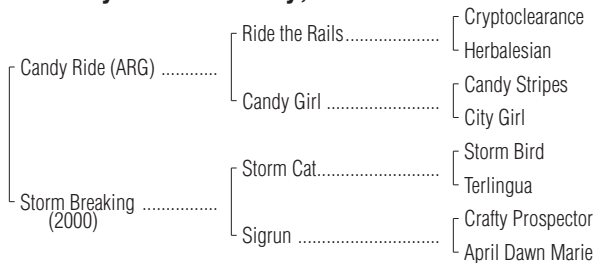 Cryptoclearance
Ride the Rails....................
Herbalesian
Candy Ride (ARG) ............
Candy Stripes
Candy Girl ........................
City Girl
Storm Bird
Storm Cat..........................
Terlingua
Storm Breaking ................
(2000)
Crafty Prospector
Sigrun ..............................
April Dawn Marie